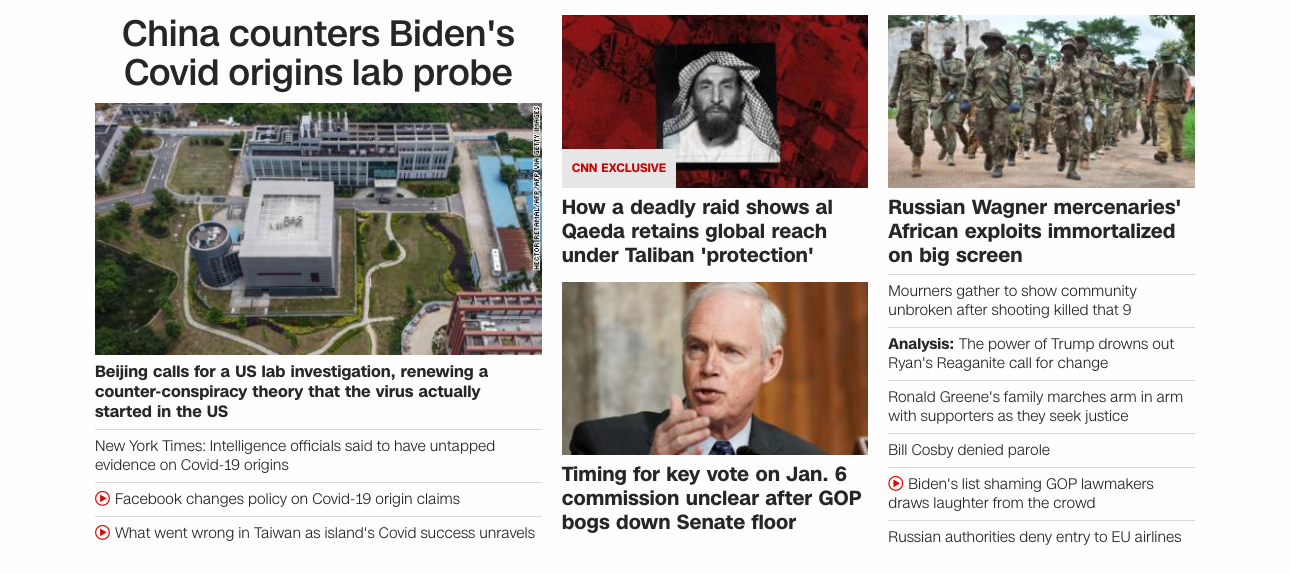 China counters Biden's
Covid origins lab probe
HECTOR RETAMAL/AFP/AFP VIA GETTY IMAGES
Beijing calls for a US lab investigation, renewing a
counter-conspiracy theory that the virus actually
started in the US
New York Times: Intelligence officials said to have untapped
evidence on Covid-19 origins
Facebook changes policy on Covid-19 origin claims
What went wrong in Taiwan as island's Covid success unravels
CNN EXCLUSIVE
How a deadly raid shows al
Qaeda retains global reach
under Taliban 'protection'
Timing for key vote on Jan. 6
commission unclear after GOP
bogs down Senate floor
Russian Wagner mercenaries'
African exploits immortalized
on big screen
Mourners gather to show community
unbroken after shooting killed that 9
Analysis: The power of Trump drowns out
Ryan's Reaganite call for change
Ronald Greene's family marches arm in arm
with supporters as they seek justice
Bill Cosby denied parole
Biden's list shaming GOP lawmakers
draws laughter from the crowd
Russian authorities deny entry to EU airlines